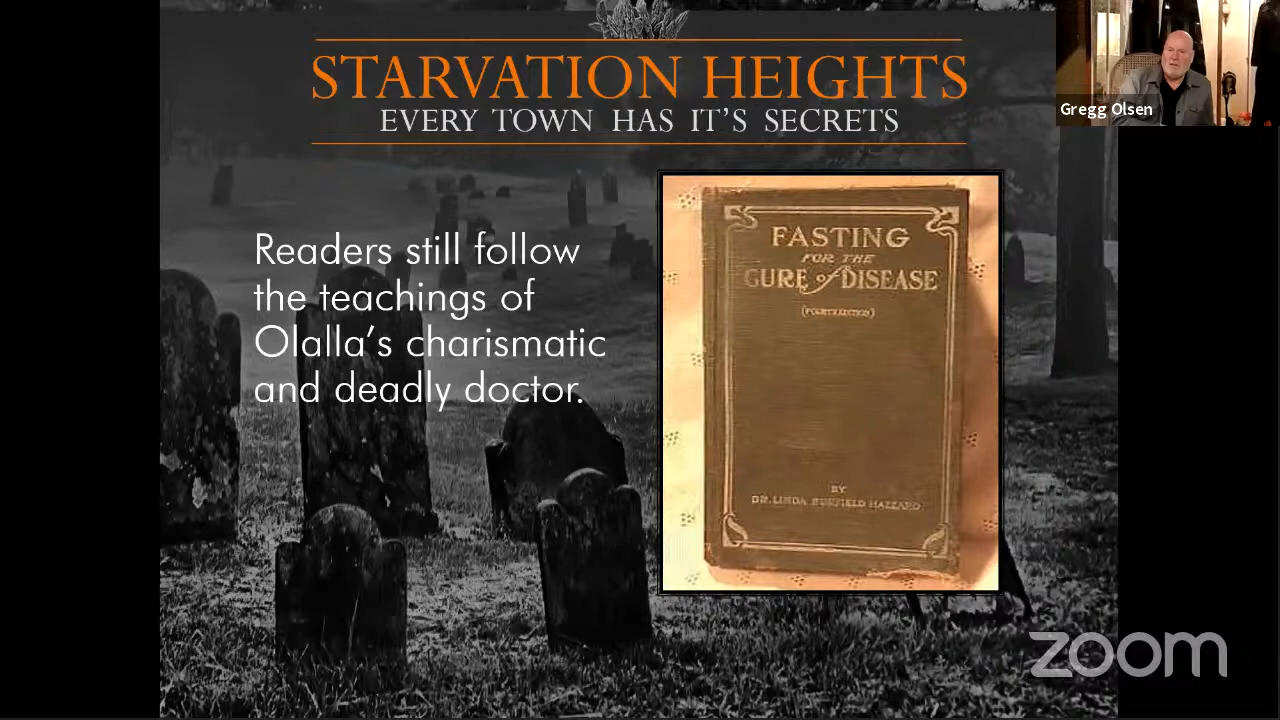 STARVATION HEIGHTS
EVERY TOWN HAS IT'S SECRETS
Gregg Olsen
Readers still follow
the teachings of
Olalla's charismatic
and deadly doctor.
FASTING
FOR THE
CURE of DISEASE
BY
DR. LINDA BURFIELD HAZZARD
zoom